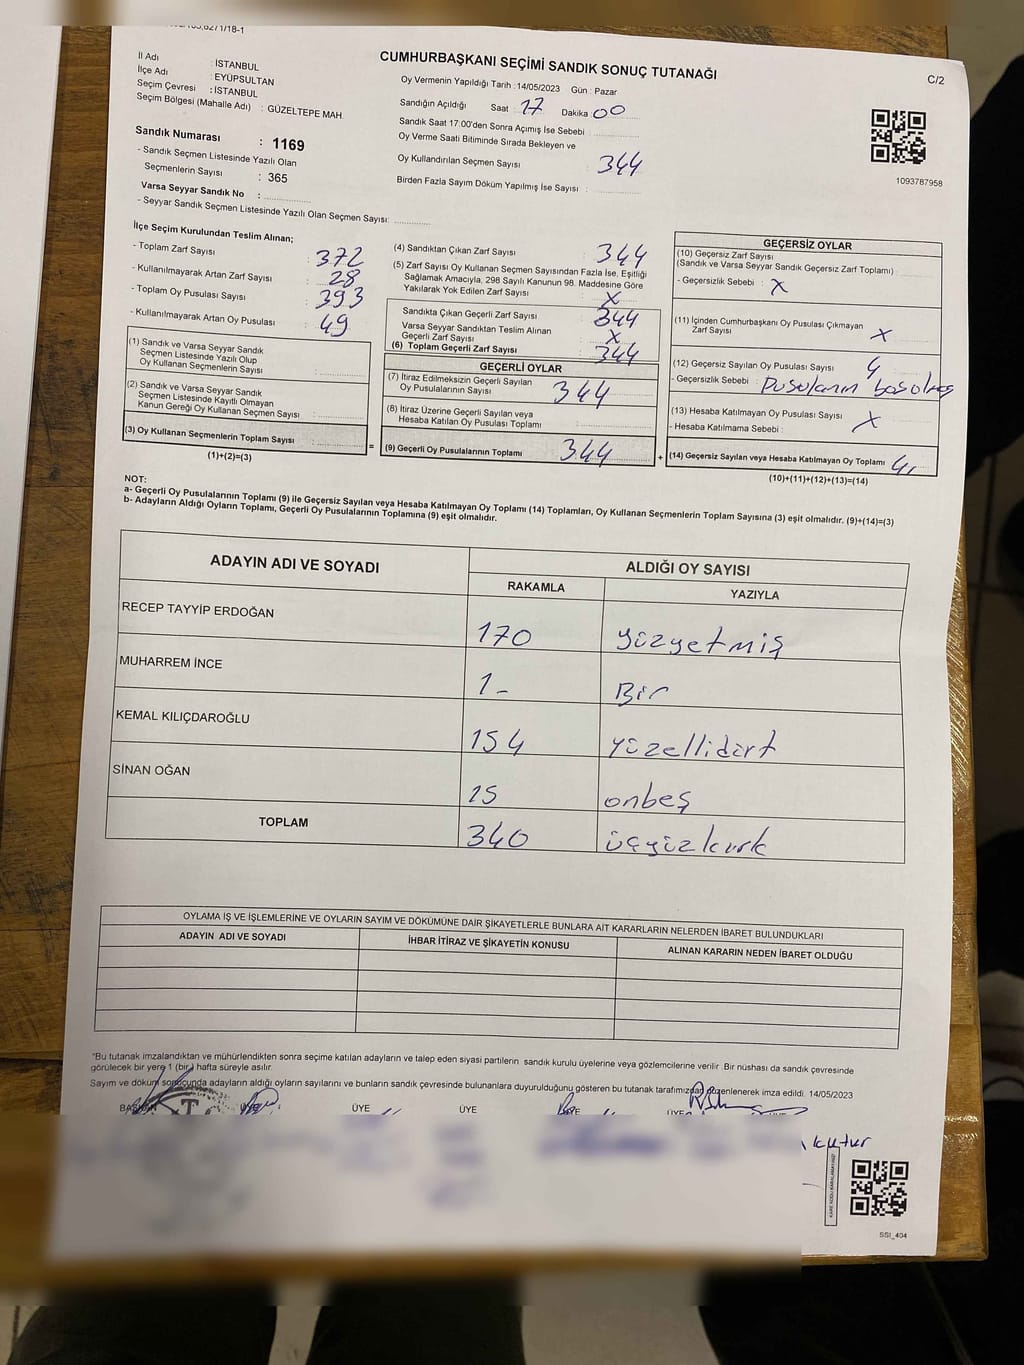 CUMHURBAŞKANI SEÇİMİ SANDIK SONUÇ TUTANAĞI
C/2
İl Adı : İSTANBUL
İlçe Adı : EYÜPSULTAN
Seçim Çevresi : İSTANBUL
Seçim Bölgesi (Mahalle Adı) : GÜZELTEPE MAH.
Sandık Numarası : 1169
- Sandık Seçmen Listesinde Yazılı Olan
Seçmenlerin Sayısı : 365
Varsa Seyyar Sandık No :
- Seyyar Sandık Seçmen Listesinde Yazılı Olan Seçmen Sayısı:
Oy Vermenin Yapıldığı Tarih : 14/05/2023 Gün : Pazar
Sandığın Açıldığı Saat : 17 Dakika : 00
Sandık Saat 17:00'den Sonra Açımış İse Sebebi :
Oy Verme Saati Bitiminde Sırada Bekleyen ve
Oy Kullandırılan Seçmen Sayısı : 344
Birden Fazla Sayım Döküm Yapılmış İse Sayısı :
1093787958
İlçe Seçim Kurulundan Teslim Alınan;
- Toplam Zarf Sayısı : 372
- Kullanılmayarak Artan Zarf Sayısı : 28
- Toplam Oy Pusulası Sayısı : 393
- Kullanılmayarak Artan Oy Pusulası : 49
(1) Sandık ve Varsa Seyyar Sandık
Seçmen Listesinde Yazılı Olup
Oy Kullanan Seçmenlerin Sayısı :
(2) Sandık ve Varsa Seyyar Sandık
Seçmen Listesinde Kayıtlı Olmayan
Kanun Gereği Oy Kullanan Seçmen Sayısı :
(3) Oy Kullanan Seçmenlerin Toplam Sayısı :
(1)+(2)=(3)
(4) Sandıktan Çıkan Zarf Sayısı : 344
(5) Zarf Sayısı Oy Kullanan Seçmen Sayısından Fazla İse, Eşitliği
Sağlamak Amacıyla, 298 Sayılı Kanunun 98. Maddesine Göre
Yakılarak Yok Edilen Zarf Sayısı : X
Sandıkta Çıkan Geçerli Zarf Sayısı : 344
Varsa Seyyar Sandıktan Teslim Alınan
Geçerli Zarf Sayısı : X
(6) Toplam Geçerli Zarf Sayısı : 344
GEÇERLİ OYLAR
(7) İtiraz Edilmeksizin Geçerli Sayılan
Oy Pusulalarının Sayısı : 344
(8) İtiraz Üzerine Geçerli Sayılan veya
Hesaba Katılan Oy Pusulası Toplamı :
= (9) Geçerli Oy Pusulalarının Toplamı : 344
GEÇERSİZ OYLAR
(10) Geçersiz Zarf Sayısı
(Sandık ve Varsa Seyyar Sandık Geçersiz Zarf Toplamı) :
- Geçersizlik Sebebi : X
(11) İçinden Cumhurbaşkanı Oy Pusulası Çıkmayan
Zarf Sayısı : X
(12) Geçersiz Sayılan Oy Pusulası Sayısı : 4
- Geçersizlik Sebebi : pusuların
(13) Hesaba Katılmayan Oy Pusulası Sayısı : X
- Hesaba Katılmama Sebebi :
+ (14) Geçersiz Sayılan veya Hesaba Katılmayan Oy Toplamı : 4
(10)+(11)+(12)+(13)=(14)
NOT:
a- Geçerli Oy Pusulalarının Toplamı (9) ile Geçersiz Sayılan veya Hesaba Katılmayan Oy Toplamı (14) Toplamları, Oy Kullanan Seçmenlerin Toplam Sayısına (3) eşit olmalıdır. (9)+(14)=(3)
b- Adayların Aldığı Oyların Toplamı, Geçerli Oy Pusulalarının Toplamına (9) eşit olmalıdır.
ADAYIN ADI VE SOYADI ALDIĞI OY SAYISI
RAKAMLA YAZIYLA
RECEP TAYYİP ERDOĞAN 170 yüzyetmiş
MUHARREM İNCE 1- Bir
KEMAL KILIÇDAROĞLU 154 yüzellidört
SİNAN OĞAN 15 onbeş
TOPLAM 340 üçyüzkırk
OYLAMA İŞ VE İŞLEMLERİNE VE OYLARIN SAYIM VE DÖKÜMÜNE DAİR ŞİKAYETLERLE BUNLARA AİT KARARLARIN NELERDEN İBARET BULUNDUKLARI
ADAYIN ADI VE SOYADI İHBAR İTİRAZ VE ŞİKAYETİN KONUSU ALINAN KARARIN NEDEN İBARET OLDUĞU
"Bu tutanak imzalandıktan ve mühürlendikten sonra seçime katılan adayların ve talep eden siyasi partilerin sandık kurulu üyelerine veya gözlemcilerine verilir. Bir nüshası da sandık çevresinde
görülecek bir yere 1 (bir) hafta süreyle asılır.
Sayım ve döküm sonucunda adayların aldığı oyların sayılarını ve bunların sandık çevresinde bulunanlara duyurulduğunu gösteren bu tutanak tarafımızdan düzenlenerek imza edildi. 14/05/2023
BAŞKAN ÜYE ÜYE ÜYE ÜYE
SSI_404